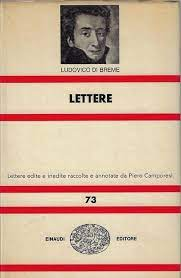 LUDOVICO DI BREME
LETTERE
Lettere edite e inedite raccolte e annotate da Piero Camporesi.
73
EINAUDI EDITORE